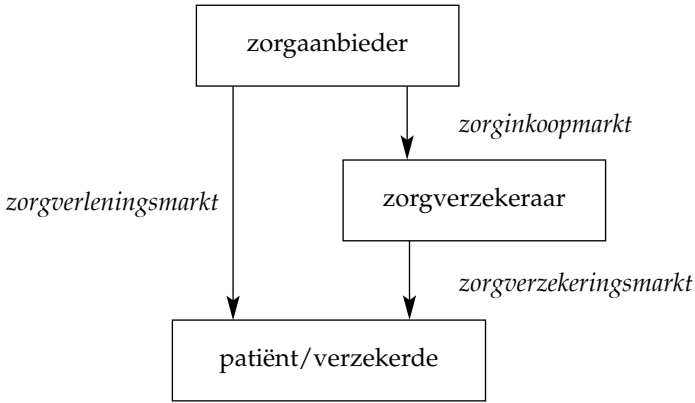 zorgaanbieder
zorginkoopmarkt
zorgverleningsmarkt
zorgverzekeraar
zorgverzekeringsmarkt
patiënt/verzekerde